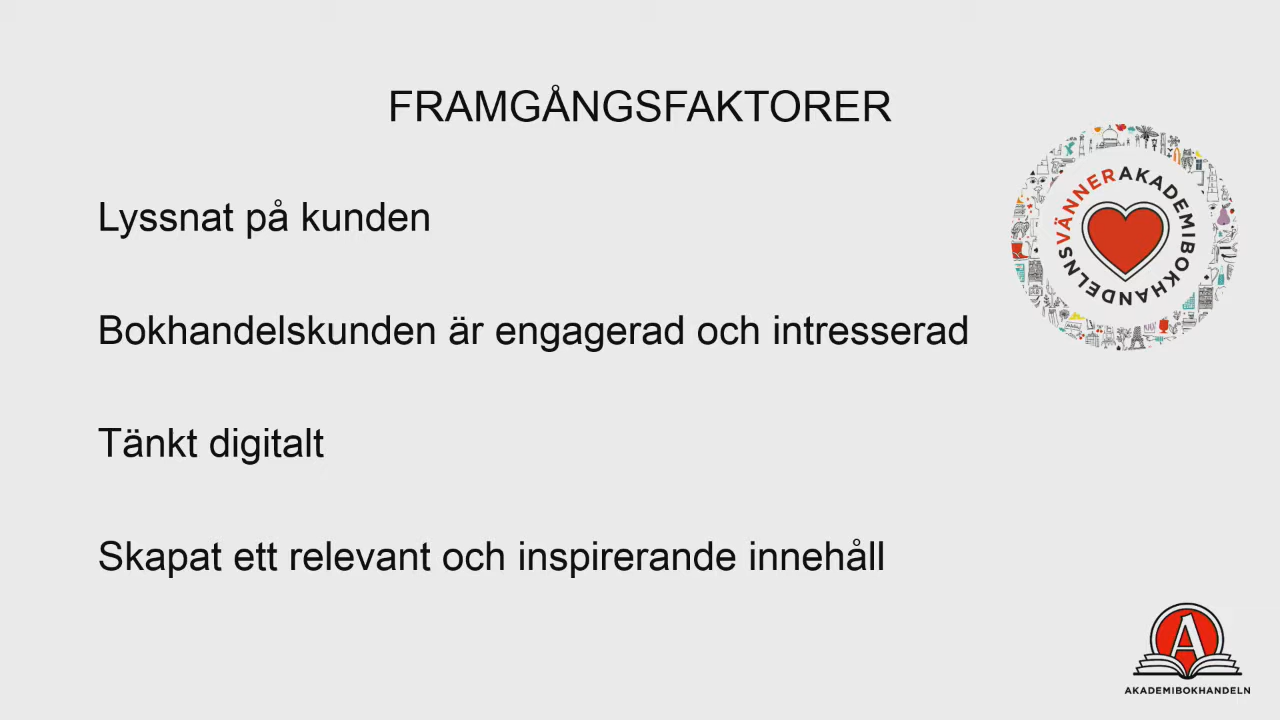 FRAMGÅNGSFAKTORER
Lyssnat på kunden
AKADEMIBOKHANDELNS VÄNNER
Bokhandelskunden är engagerad och intresserad
Tänkt digitalt
Skapat ett relevant och inspirerande innehåll
A
AKADEMIBOKHANDELN